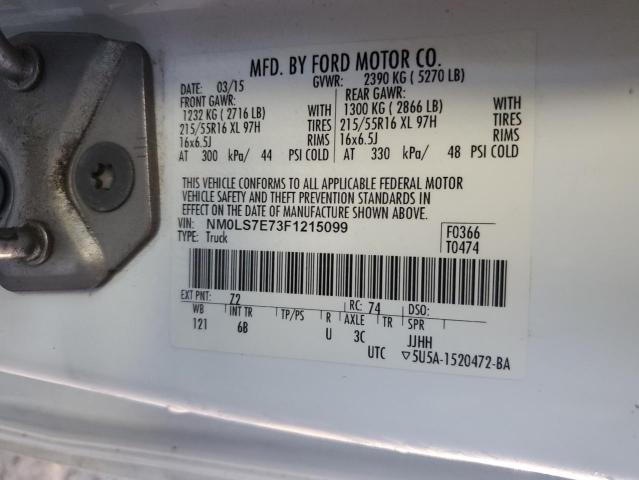 MFD. BY FORD MOTOR CO.
DATE: 03/15 GVWR: 2390 KG ( 5270 LB)
FRONT GAWR: REAR GAWR:
1232 KG ( 2716 LB) WITH 1300 KG ( 2866 LB) WITH
215/55R16 XL 97H TIRES 215/55R16 XL 97H TIRES
16x6.5J RIMS 16x6.5J RIMS
AT 300 kPa/ 44 PSI COLD AT 330 kPa/ 48 PSI COLD
THIS VEHICLE CONFORMS TO ALL APPLICABLE FEDERAL MOTOR
VEHICLE SAFETY AND THEFT PREVENTION STANDARDS IN
EFFECT ON THE DATE OF MANUFACTURE SHOWN ABOVE.
VIN: NM0LS7E73F1215099 F0366
TYPE: Truck T0474
EXT PNT: Z2 RC: 74 DSO:
WB INT TR TP/PS R AXLE TR SPR
121 6B U 3C JJHH
UTC ▽5U5A-1520472-BA